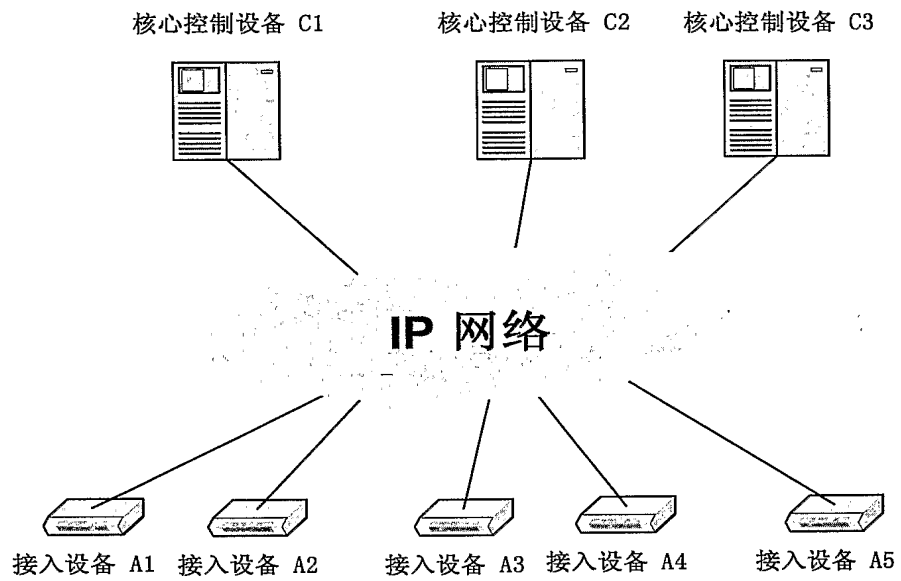 核心控制设备 C1
核心控制设备 C2
核心控制设备 C3
IP 网络
接入设备 A1
接入设备 A2
接入设备 A3
接入设备 A4
接入设备 A5